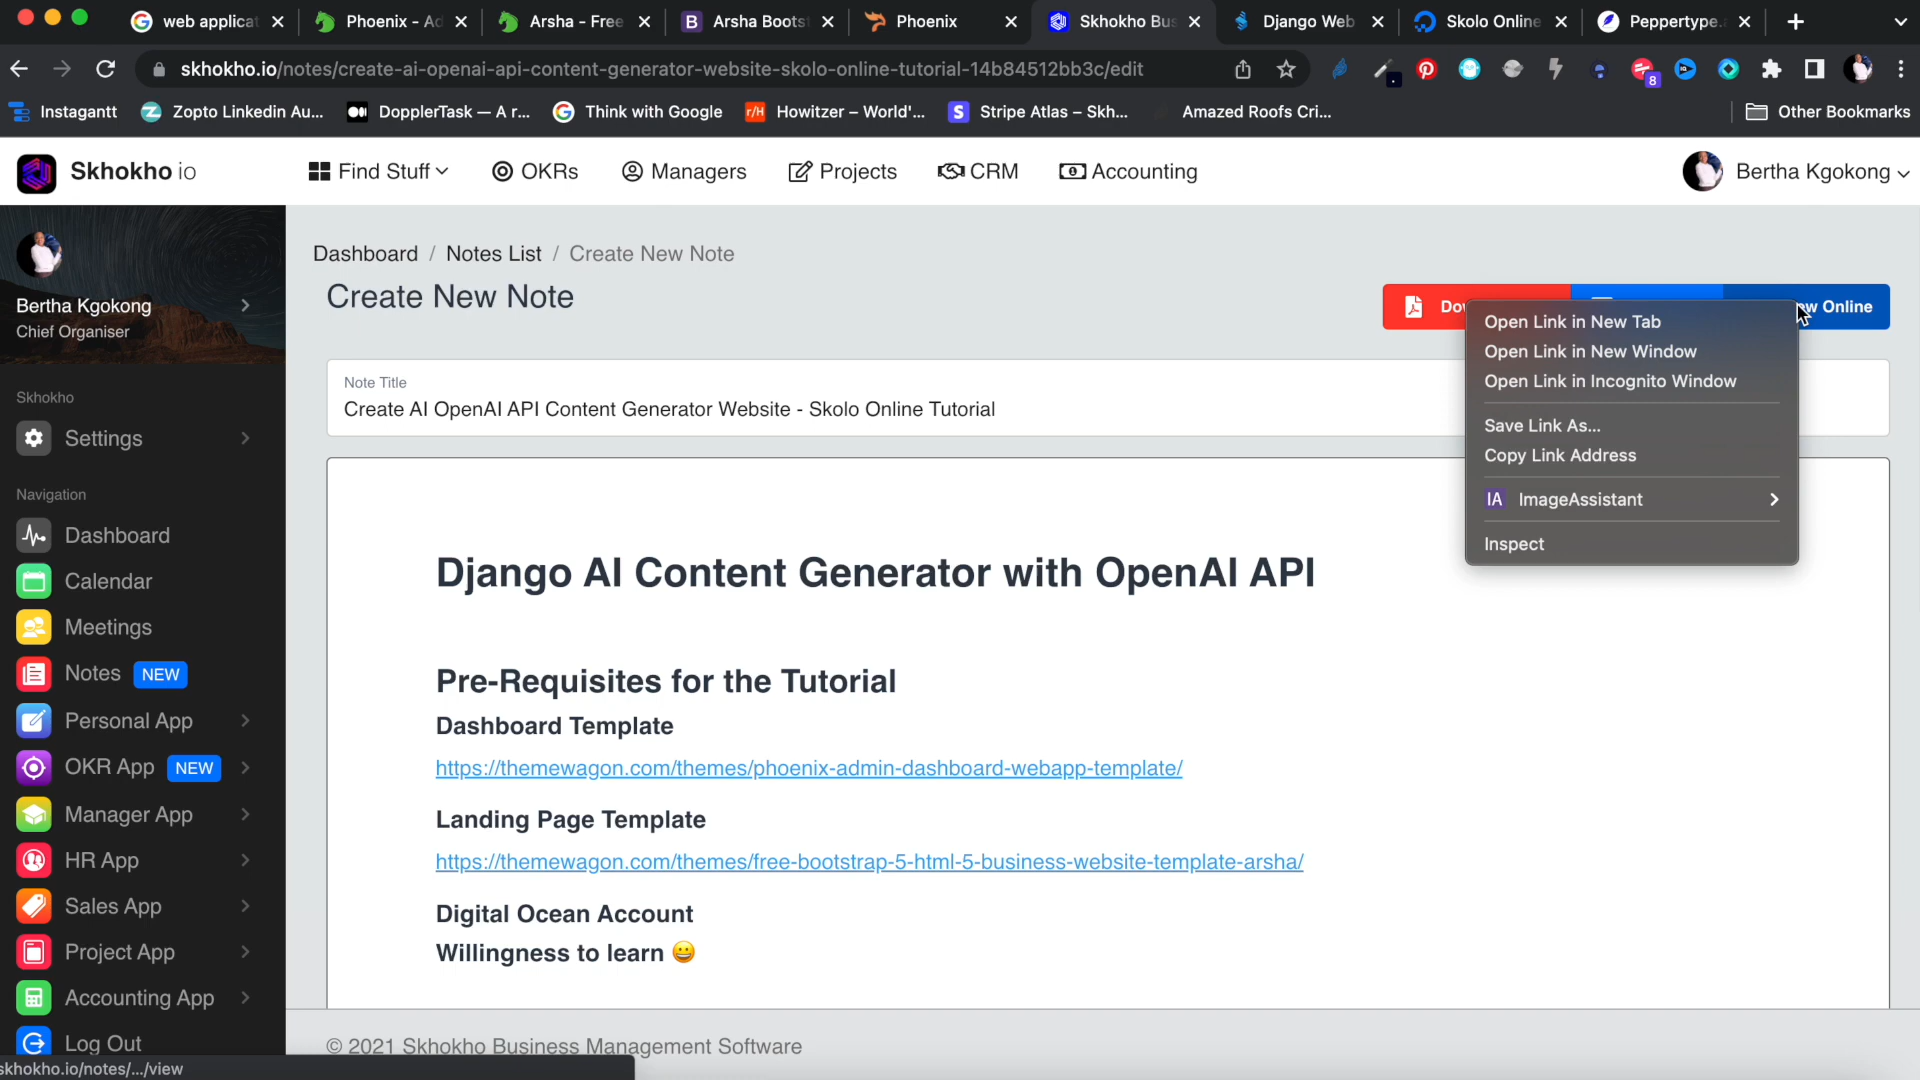 web applicat
Phoenix - Ad
Arsha - Free
Arsha Boots
Phoenix
Skhokho Bus
Django Web
Skolo Online
Peppertype.
skhokho.io/notes/create-ai-openai-api-content-generator-website-skolo-online-tutorial-14b84512bb3c/edit
8
Instagantt
Zopto Linkedin Au...
DopplerTask — A r...
Think with Google
r/H Howitzer – World'...
S Stripe Atlas – Skh...
Amazed Roofs Cri...
Other Bookmarks
Skhokho io
Find Stuff
OKRs
Managers
Projects
CRM
Accounting
Bertha Kgokong
Bertha Kgokong
Chief Organiser
Skhokho
Settings
Navigation
Dashboard
Calendar
Meetings
Notes NEW
Personal App
OKR App NEW
Manager App
HR App
Sales App
Project App
Accounting App
Log Out
skhokho.io/notes/.../view
Dashboard / Notes List / Create New Note
Create New Note
Online
Open Link in New Tab
Open Link in New Window
Open Link in Incognito Window
Save Link As...
Copy Link Address
IA ImageAssistant
Inspect
Note Title
Create AI OpenAI API Content Generator Website - Skolo Online Tutorial
Django AI Content Generator with OpenAI API
Pre-Requisites for the Tutorial
Dashboard Template
https://themewagon.com/themes/phoenix-admin-dashboard-webapp-template/
Landing Page Template
https://themewagon.com/themes/free-bootstrap-5-html-5-business-website-template-arsha/
Digital Ocean Account
Willingness to learn 😀
© 2021 Skhokho Business Management Software